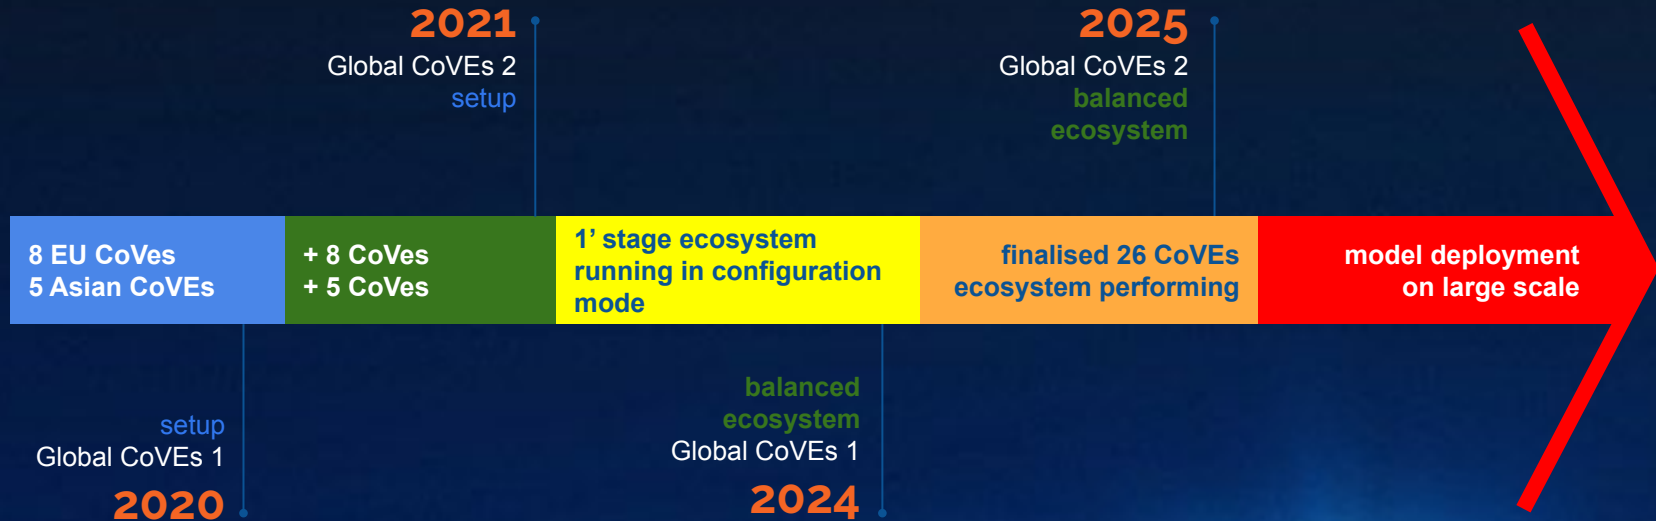 2021
Global CoVEs 2
setup
2025
Global CoVEs 2
balanced
ecosystem
8 EU CoVes
5 Asian CoVEs
+ 8 CoVes
+ 5 CoVes
1’ stage ecosystem
running in configuration
mode
finalised 26 CoVEs
ecosystem performing
model deployment
on large scale
setup
Global CoVEs 1
2020
balanced
ecosystem
Global CoVEs 1
2024